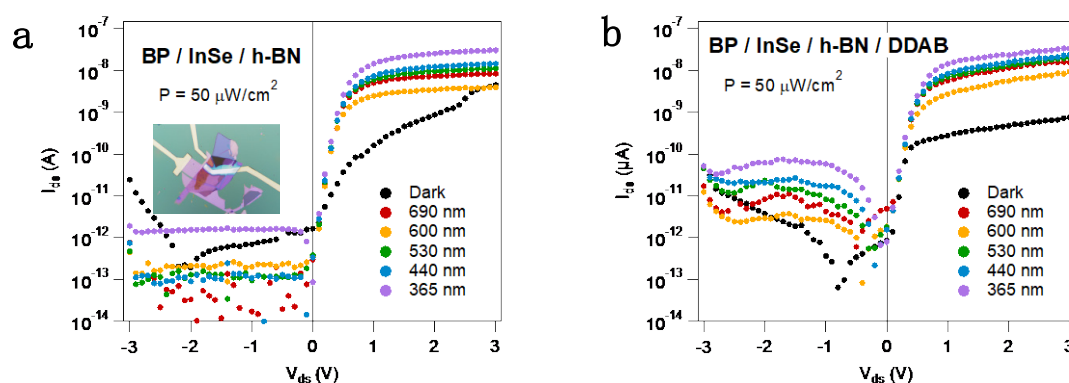 a
BP / InSe / h-BN
P = 50 μW/cm²
10⁻⁷
10⁻⁸
10⁻⁹
10⁻¹⁰
10⁻¹¹
10⁻¹²
10⁻¹³
10⁻¹⁴
I_ds (A)
Dark
690 nm
600 nm
530 nm
440 nm
365 nm
-3 -2 -1 0 1 2 3
V_ds (V)
b
BP / InSe / h-BN / DDAB
P = 50 μW/cm²
10⁻⁷
10⁻⁸
10⁻⁹
10⁻¹⁰
10⁻¹¹
10⁻¹²
10⁻¹³
10⁻¹⁴
I_ds (μA)
Dark
690 nm
600 nm
530 nm
440 nm
365 nm
-3 -2 -1 0 1 2 3
V_ds (V)